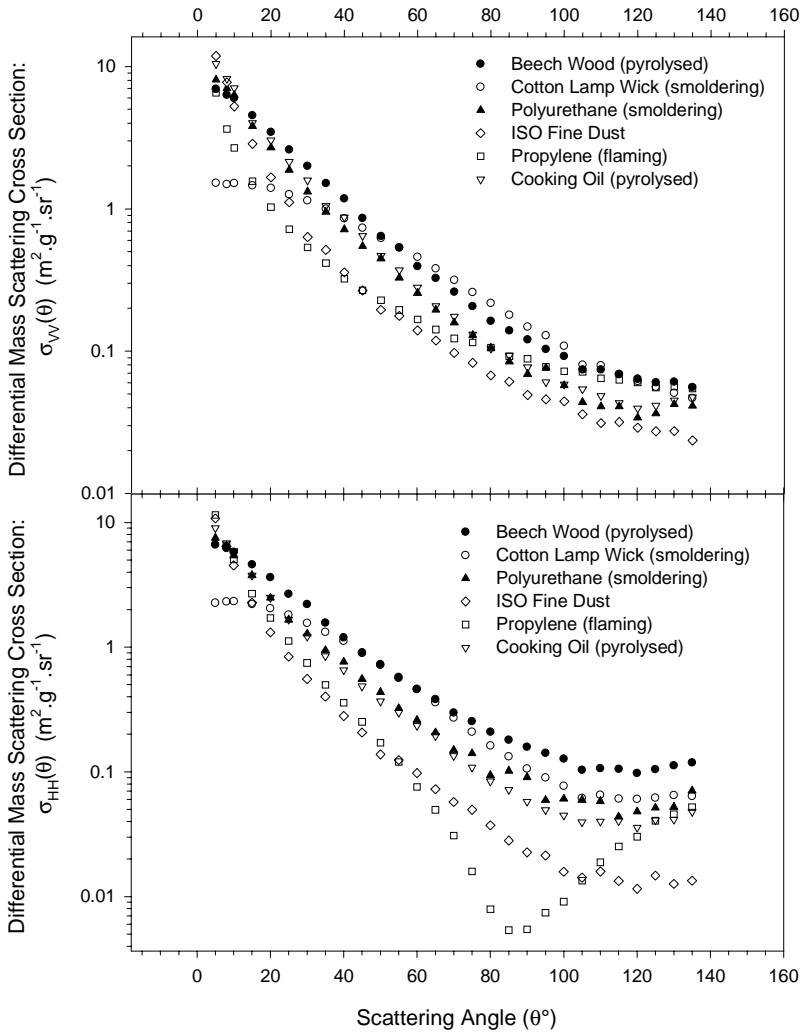 0 20 40 60 80 100 120 140 160
Differential Mass Scattering Cross Section:
σVV(θ) (m².g⁻¹.sr⁻¹)
10
1
0.1
0.01
Beech Wood (pyrolysed)
Cotton Lamp Wick (smoldering)
Polyurethane (smoldering)
ISO Fine Dust
Propylene (flaming)
Cooking Oil (pyrolysed)
Differential Mass Scattering Cross Section:
σHH(θ) (m².g⁻¹.sr⁻¹)
10
1
0.1
0.01
Beech Wood (pyrolysed)
Cotton Lamp Wick (smoldering)
Polyurethane (smoldering)
ISO Fine Dust
Propylene (flaming)
Cooking Oil (pyrolysed)
0 20 40 60 80 100 120 140 160
Scattering Angle (θ°)